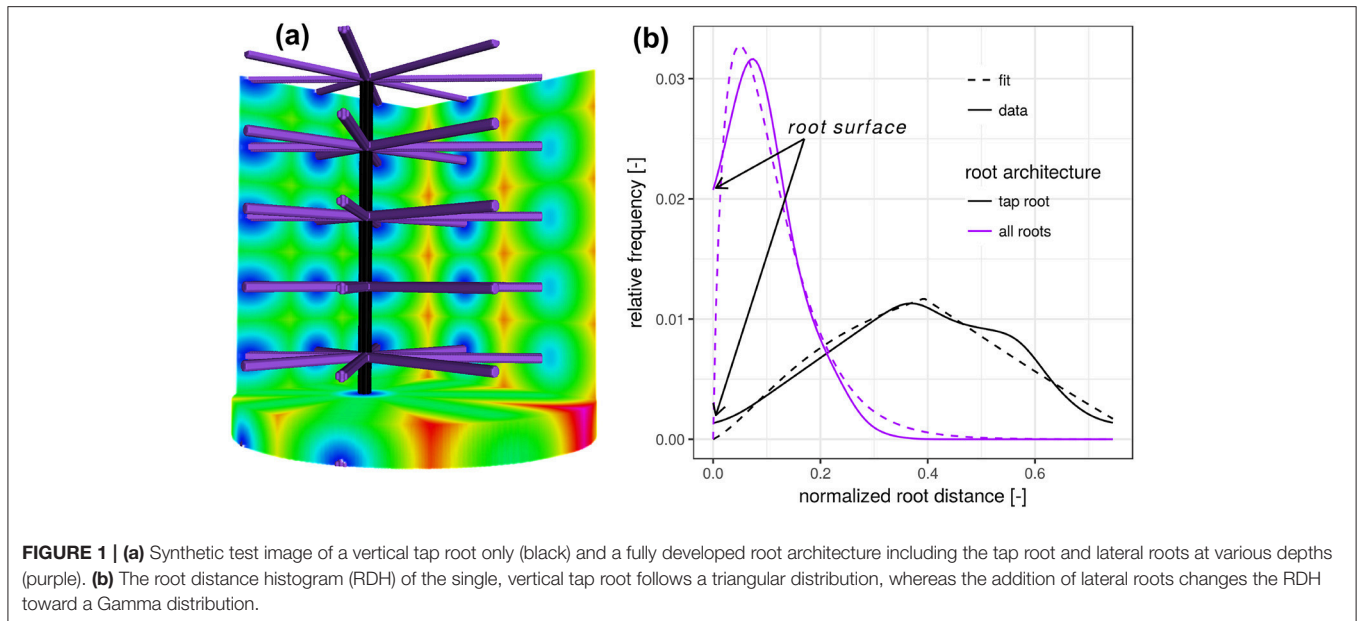 (a)
(b)
0.03
0.02
0.01
0.00
relative frequency [-]
root surface
fit
data
root architecture
tap root
all roots
0.0 0.2 0.4 0.6
normalized root distance [-]
FIGURE 1 | (a) Synthetic test image of a vertical tap root only (black) and a fully developed root architecture including the tap root and lateral roots at various depths
(purple). (b) The root distance histogram (RDH) of the single, vertical tap root follows a triangular distribution, whereas the addition of lateral roots changes the RDH
toward a Gamma distribution.